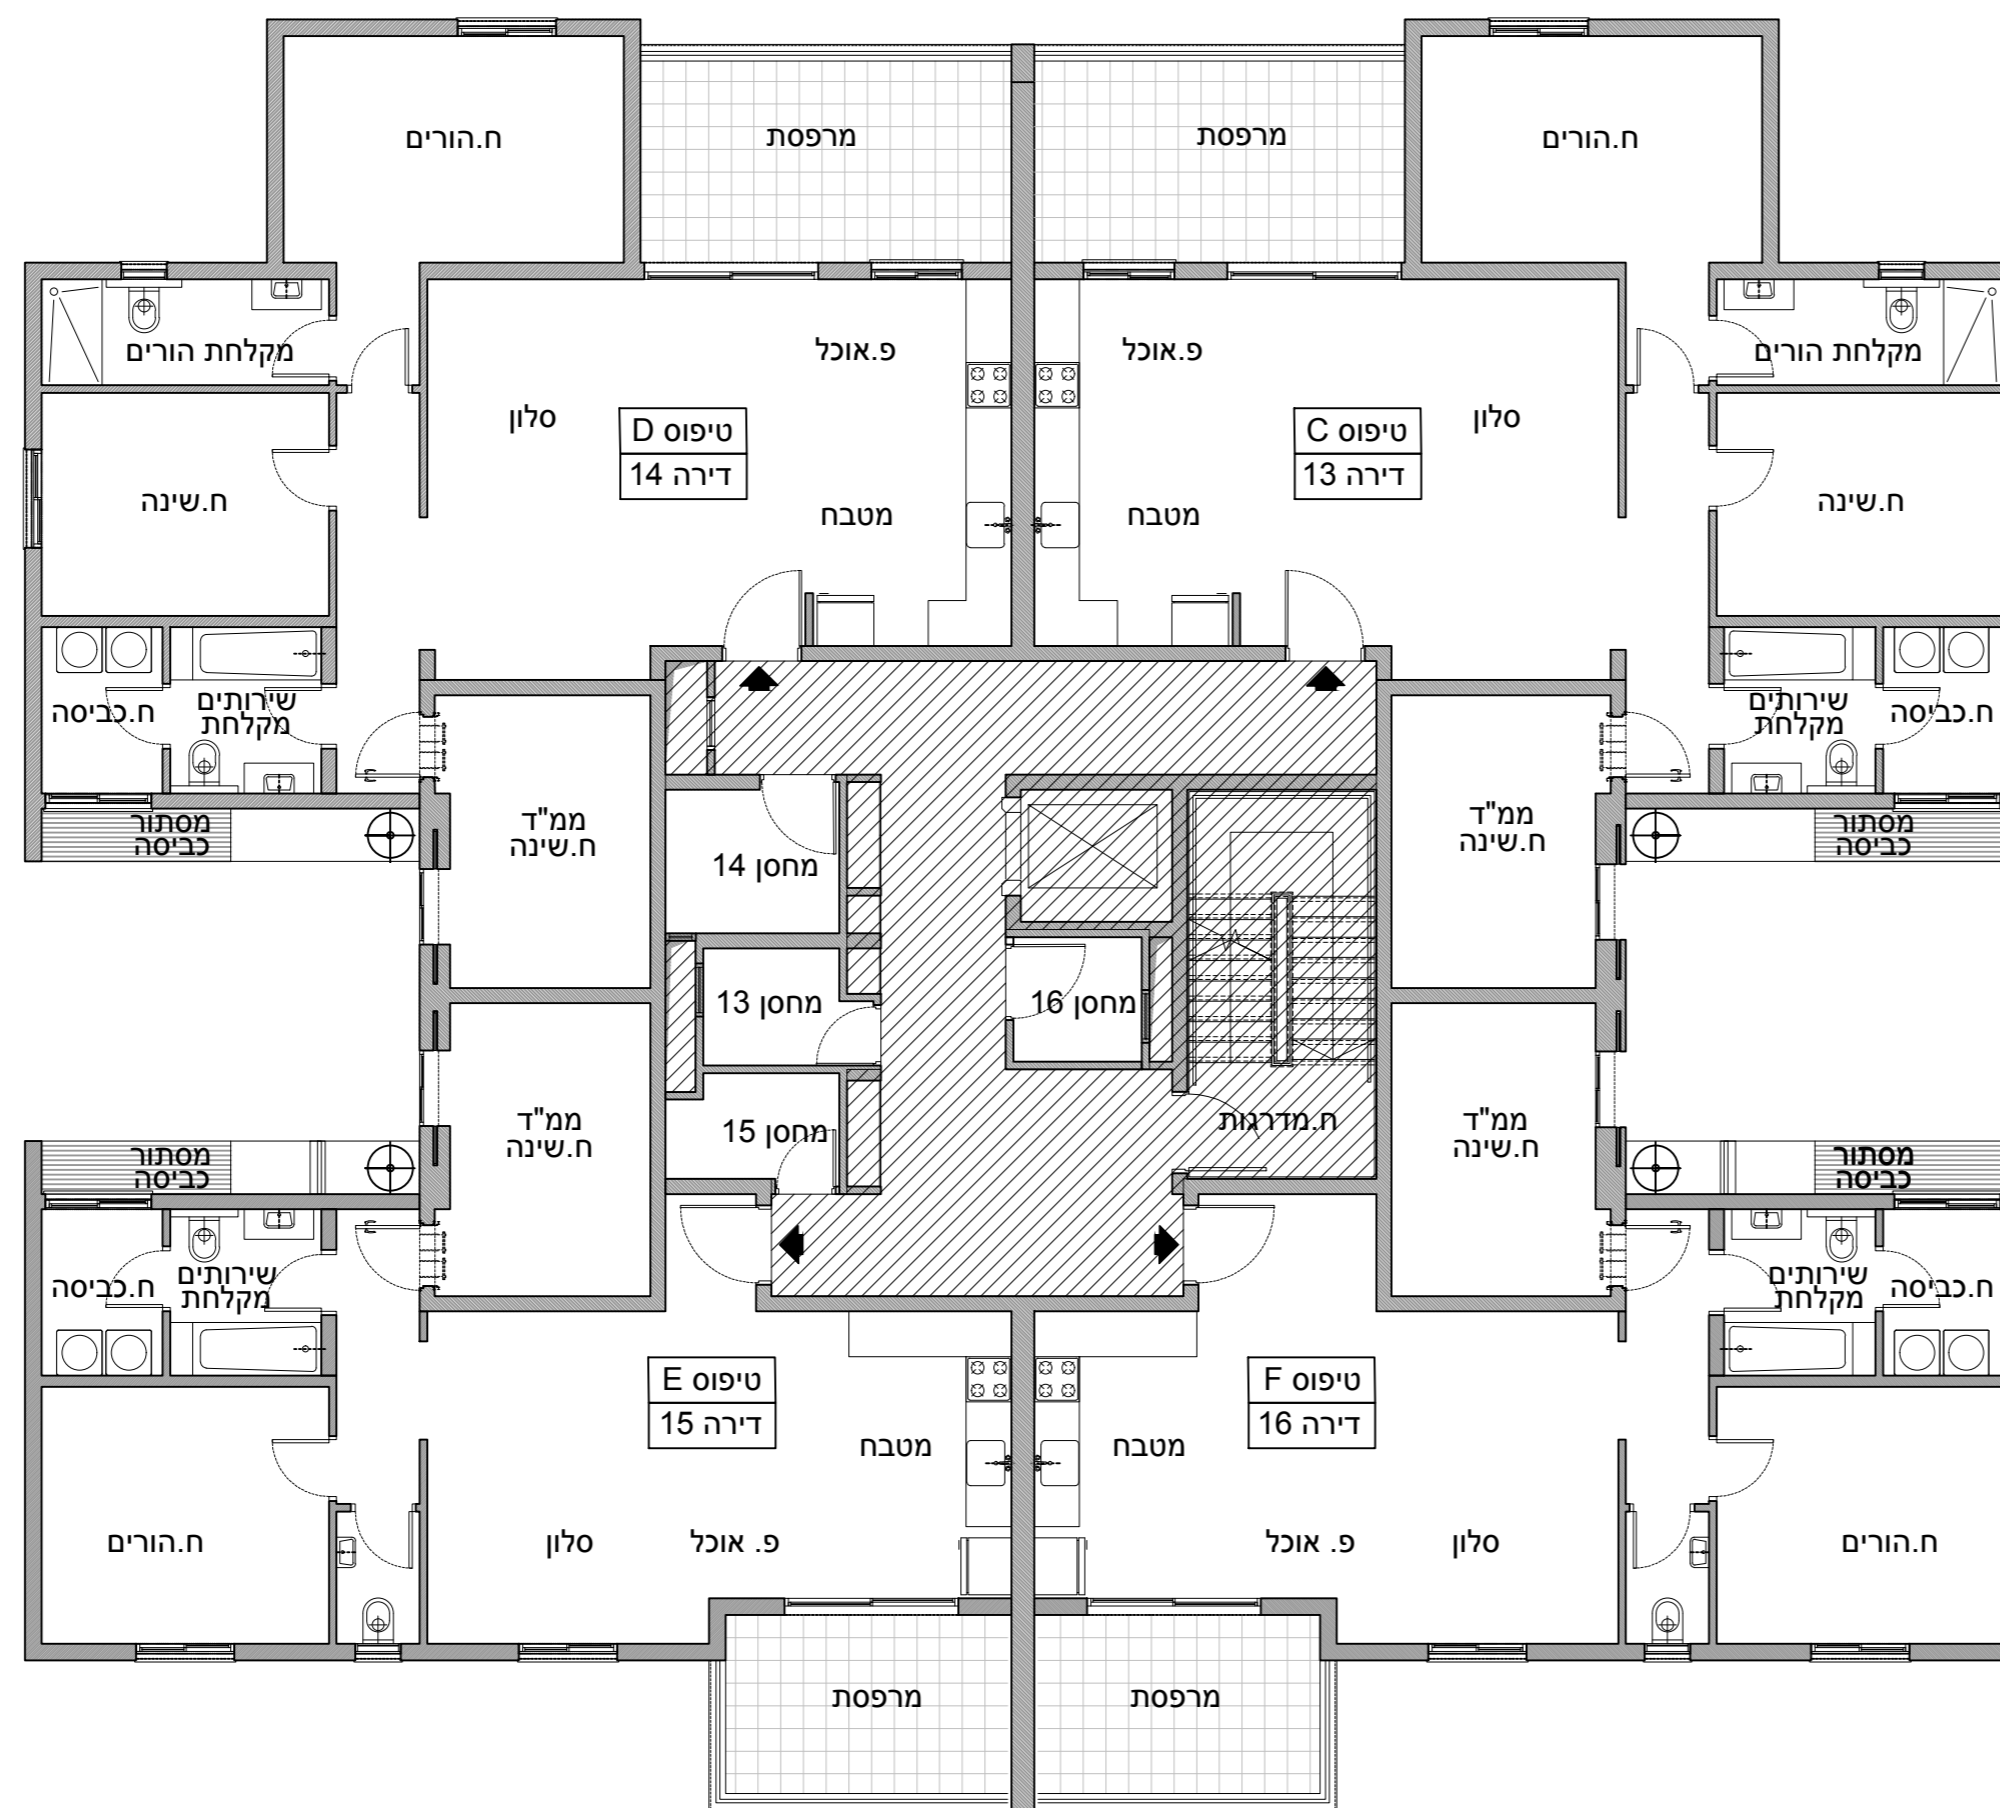 ח.הורים
מרפסת
מרפסת
ח.הורים
מקלחת הורים
פ.אוכל
פ.אוכל
מקלחת הורים
סלון
סלון
טיפוס D
דירה 14
טיפוס C
דירה 13
ח.שינה
מטבח
מטבח
ח.שינה
ח.כביסה
שירותים
מקלחת
שירותים
מקלחת
ח.כביסה
מסתור
כביסה
ממ"ד
ח.שינה
מחסן 14
ממ"ד
ח.שינה
מסתור
כביסה
מחסן 13
מחסן 16
ממ"ד
ח.שינה
מחסן 15
ח.מדרגות
ממ"ד
ח.שינה
מסתור
כביסה
מסתור
כביסה
ח.כביסה
שירותים
מקלחת
שירותים
מקלחת
ח.כביסה
טיפוס E
דירה 15
טיפוס F
דירה 16
מטבח
מטבח
ח.הורים
סלון
פ. אוכל
פ. אוכל
סלון
ח.הורים
מרפסת
מרפסת